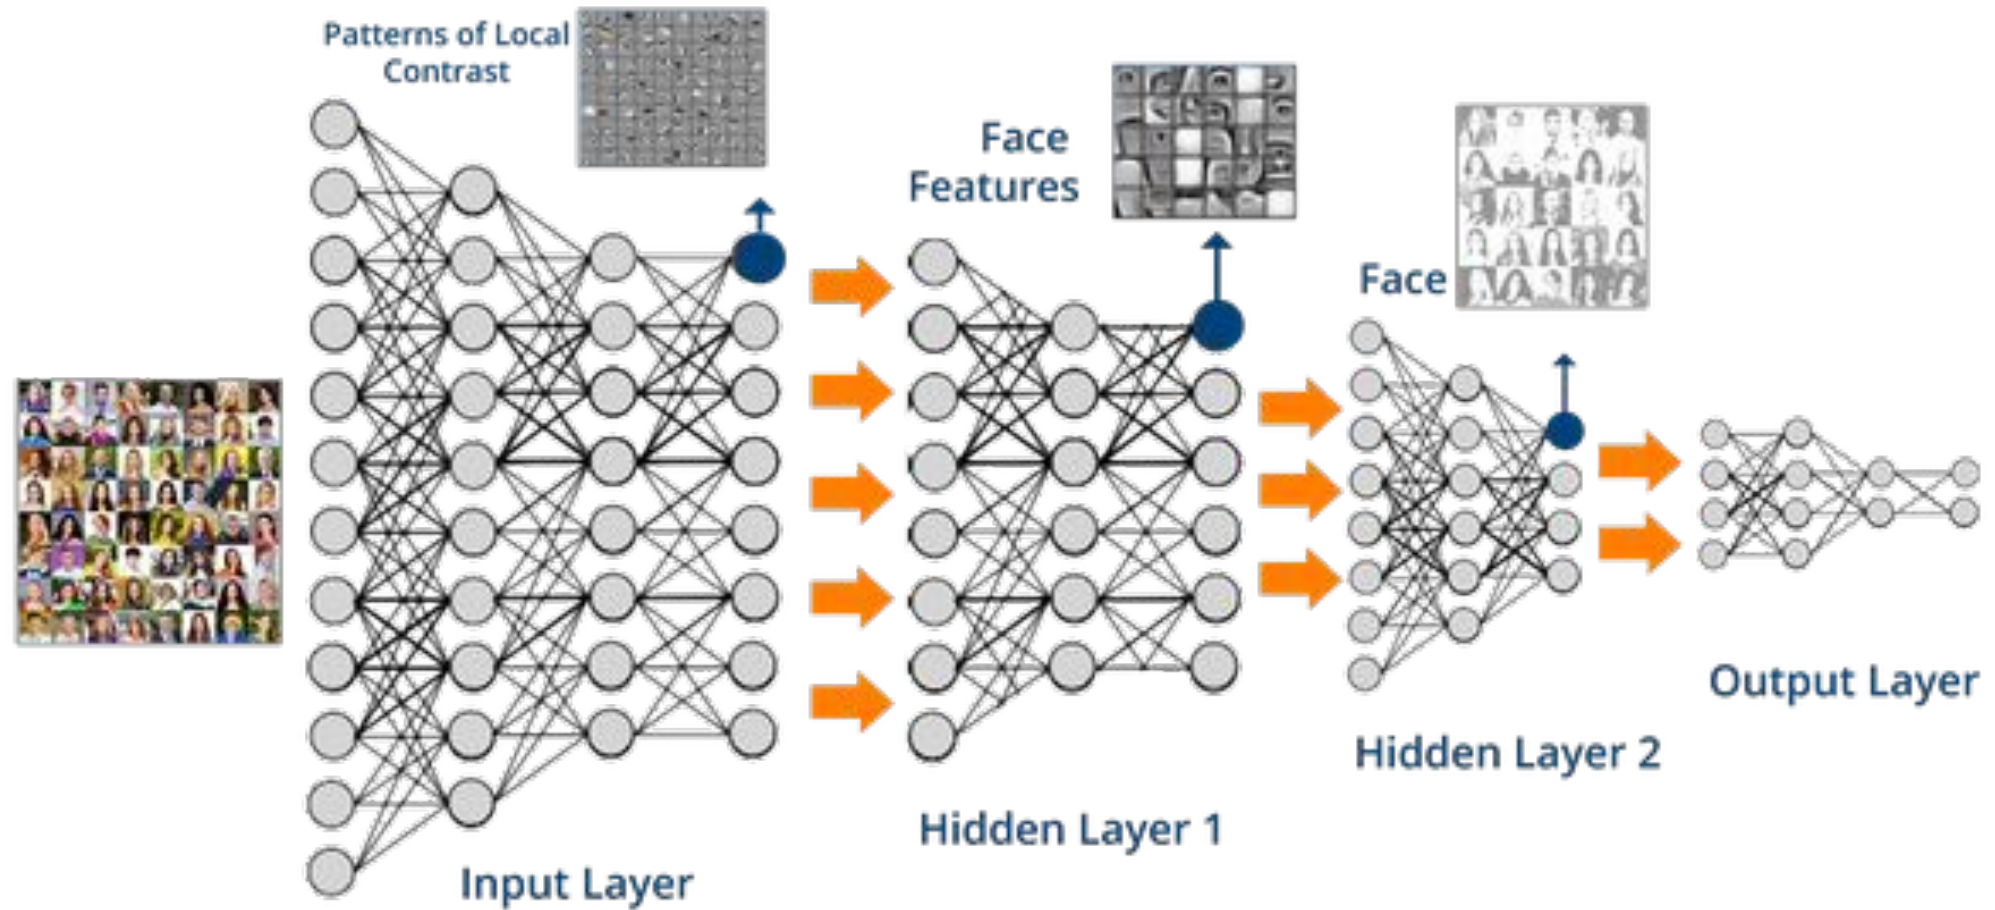 Patterns of Local
Contrast
Face
Features
Face
Output Layer
Hidden Layer 2
Hidden Layer 1
Input Layer